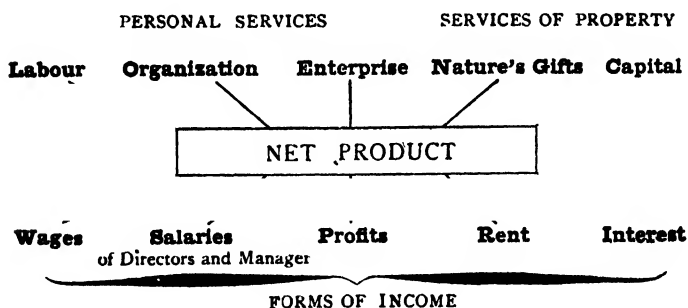 PERSONAL SERVICES SERVICES OF PROPERTY
Labour Organization Enterprise Nature's Gifts Capital
NET PRODUCT
Wages Salaries Profits Rent Interest
of Directors and Manager
FORMS OF INCOME